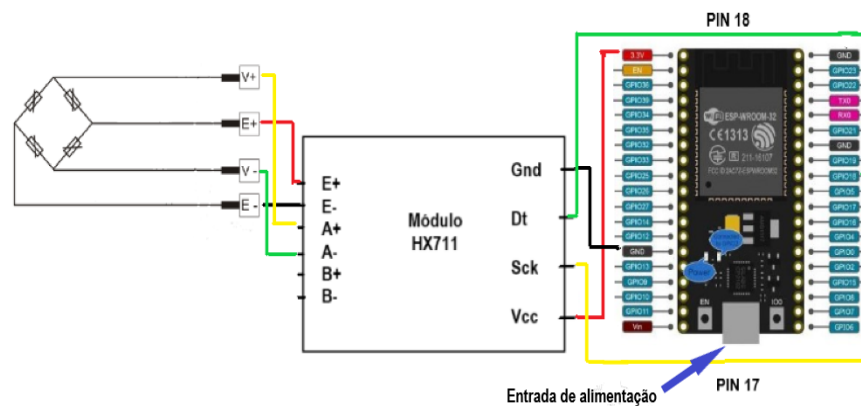 PIN 18
V+
E+
V-
E-
E+
E-
A+
A-
B+
B-
Módulo
HX711
Gnd
Dt
Sck
Vcc
3.3V
EN
GPIO36
GPIO39
GPIO34
GPIO35
GPIO32
GPIO33
GPIO25
GPIO26
GPIO27
GPIO14
GPIO12
GND
GPIO13
GPIO9
GPIO10
GPIO11
Vin
ESP-WROOM-32
CE1313
R 211-161007
Power
EN
IO0
GND
GPIO23
GPIO22
TX0
RX0
GPIO21
GND
GPIO19
GPIO18
GPIO5
GPIO17
GPIO16
GPIO4
GPIO0
GPIO2
GPIO15
GPIO8
GPIO7
GPIO6
Entrada de alimentação
PIN 17